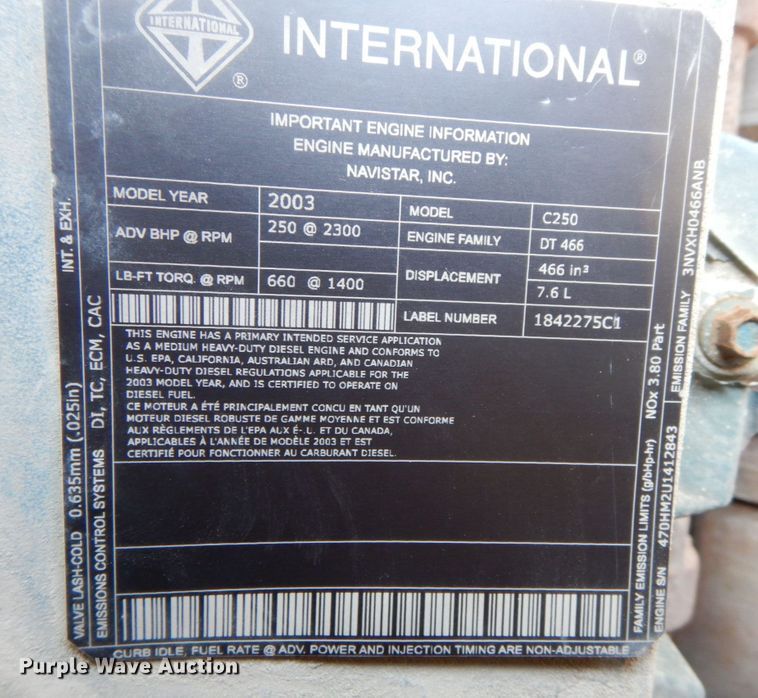 INTERNATIONAL
®
INTERNATIONAL®
IMPORTANT ENGINE INFORMATION
ENGINE MANUFACTURED BY:
NAVISTAR, INC.
MODEL YEAR 2003
ADV BHP @ RPM 250 @ 2300
LB-FT TORQ. @ RPM 660 @ 1400
MODEL C250
ENGINE FAMILY DT 466
DISPLACEMENT 466 in³
7.6 L
LABEL NUMBER 1842275C1
THIS ENGINE HAS A PRIMARY INTENDED SERVICE APPLICATION
AS A MEDIUM HEAVY-DUTY DIESEL ENGINE AND CONFORMS TO
U.S. EPA, CALIFORNIA, AUSTRALIAN ARD, AND CANADIAN
HEAVY-DUTY DIESEL REGULATIONS APPLICABLE FOR THE
2003 MODEL YEAR, AND IS CERTIFIED TO OPERATE ON
DIESEL FUEL.
CE MOTEUR A ÉTÉ PRINCIPALEMENT CONCU EN TANT QU'UN
MOTEUR DIESEL ROBUSTE DE GAMME MOYENNE ET EST CONFORME
AUX RÈGLEMENTS DE L'EPA AUX É.-U. ET DU CANADA,
APPLICABLES À L'ANNÉE DE MODÈLE 2003 ET EST
CERTIFIÉ POUR FONCTIONNER AU CARBURANT DIESEL.
VALVE LASH-COLD 0.635mm (.025in) INT. & EXH.
EMISSIONS CONTROL SYSTEMS DI, TC, ECM, CAC
FAMILY EMISSION LIMITS (g/bHp-hr) NOx 3.80 Part
ENGINE S/N 470HM2U1412843 EMISSION FAMILY 3NVXH0466ANB
CURB IDLE, FUEL RATE @ ADV. POWER AND INJECTION TIMING ARE NON-ADJUSTABLE
Purple Wave Auction